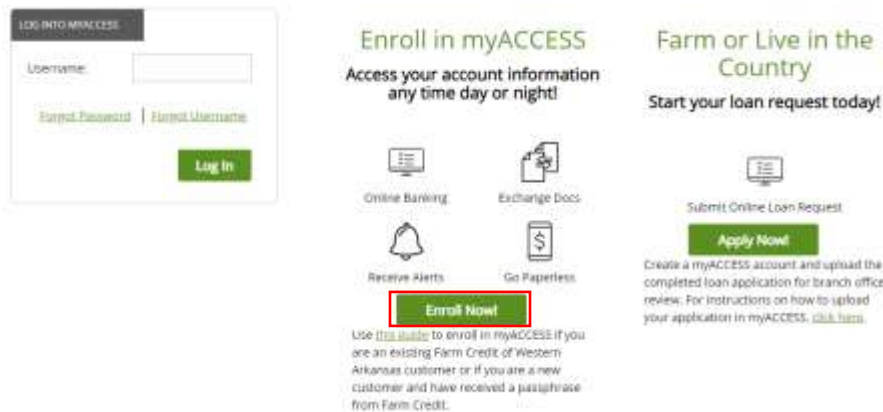 LOG INTO MYACCESS
Username:
Forgot Password | Forgot Username
Log In
Enroll in myACCESS
Access your account information
any time day or night!
Online Banking
Exchange Docs
Receive Alerts
Go Paperless
Enroll Now!
Use this guide to enroll in myACCESS if you
are an existing Farm Credit of Western
Arkansas customer or if you are a new
customer and have received a passphrase
from Farm Credit.
Farm or Live in the
Country
Start your loan request today!
Submit Online Loan Request
Apply Now!
Create a myACCESS account and upload the
completed loan application for branch office
review. For instructions on how to upload
your application in myACCESS, click here.